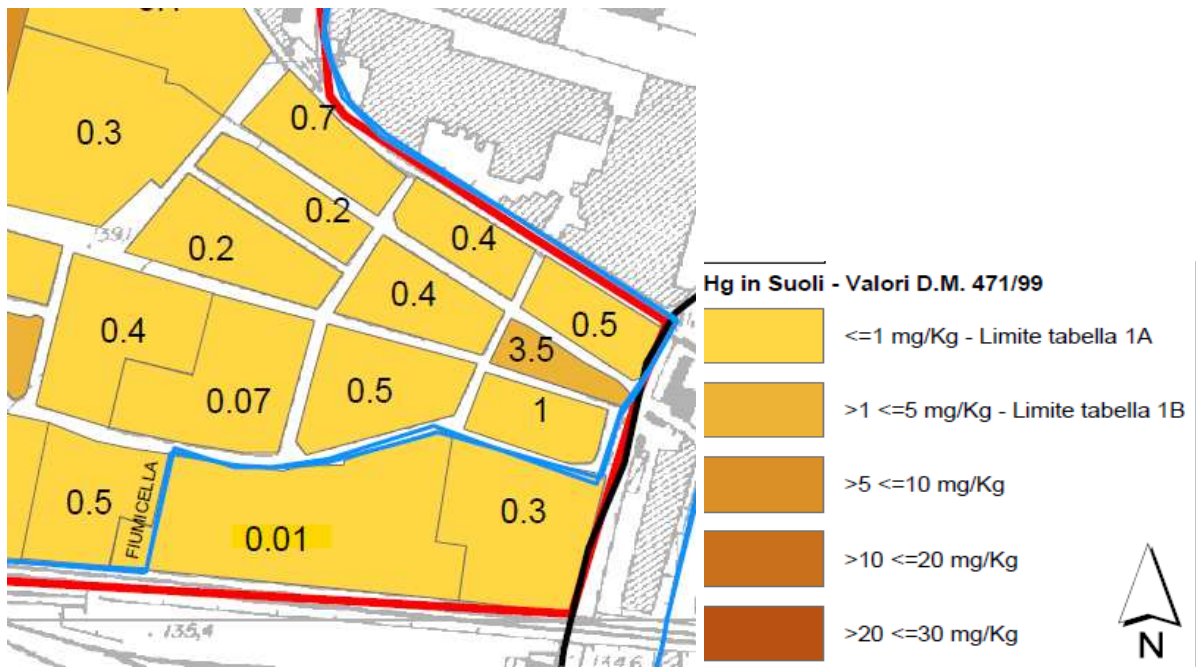 0.7
0.3
0.2
0.2
0.4
0.4
0.5
3.5
0.4
0.5
0.07
1
0.5
FIUMICELLA
0.01
0.3
135,4
134.6
Hg in Suoli - Valori D.M. 471/99
<=1 mg/Kg - Limite tabella 1A
>1 <=5 mg/Kg - Limite tabella 1B
>5 <=10 mg/Kg
>10 <=20 mg/Kg
>20 <=30 mg/Kg
N